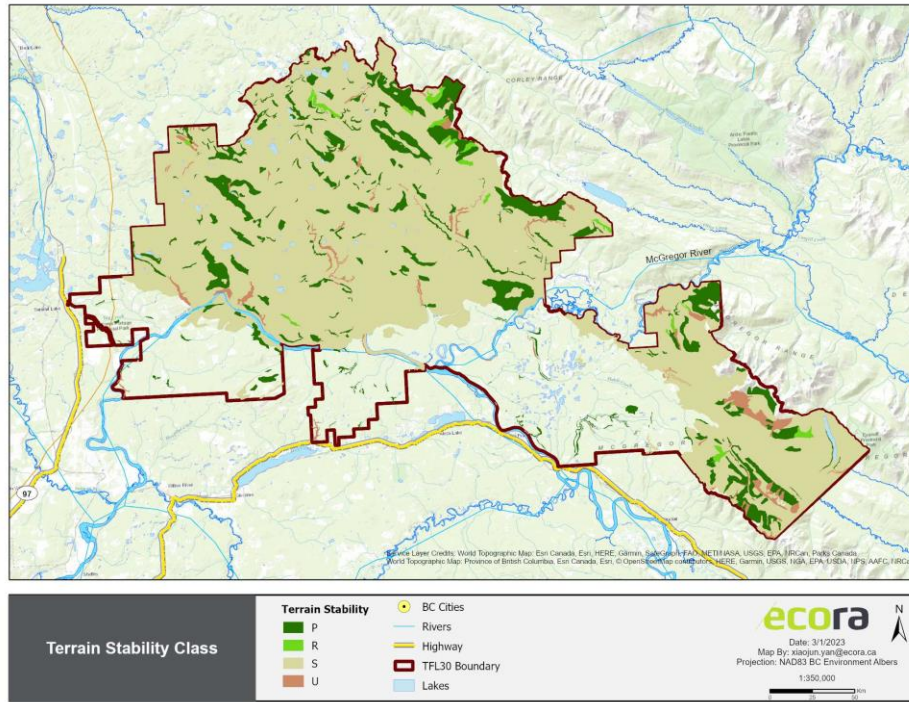 CORLEY RANGE
McGregor River
97
Service Layer Credits: World Topographic Map: Esri Canada, Esri, HERE, Garmin, SafeGraph, FAO, METI/NASA, USGS, EPA, NRCan, Parks Canada
World Topographic Map: Province of British Columbia, Esri Canada, Esri, © OpenStreetMap contributors, HERE, Garmin, USGS, NGA, EPA, USDA, NPS, AAFC, NRCan
Terrain Stability Class
Terrain Stability
P
R
S
U
BC Cities
Rivers
Highway
TFL30 Boundary
Lakes
ecora
N
Date: 3/1/2023
Map By: xiaojun.yan@ecora.ca
Projection: NAD83 BC Environment Albers
1:350,000
Km
0